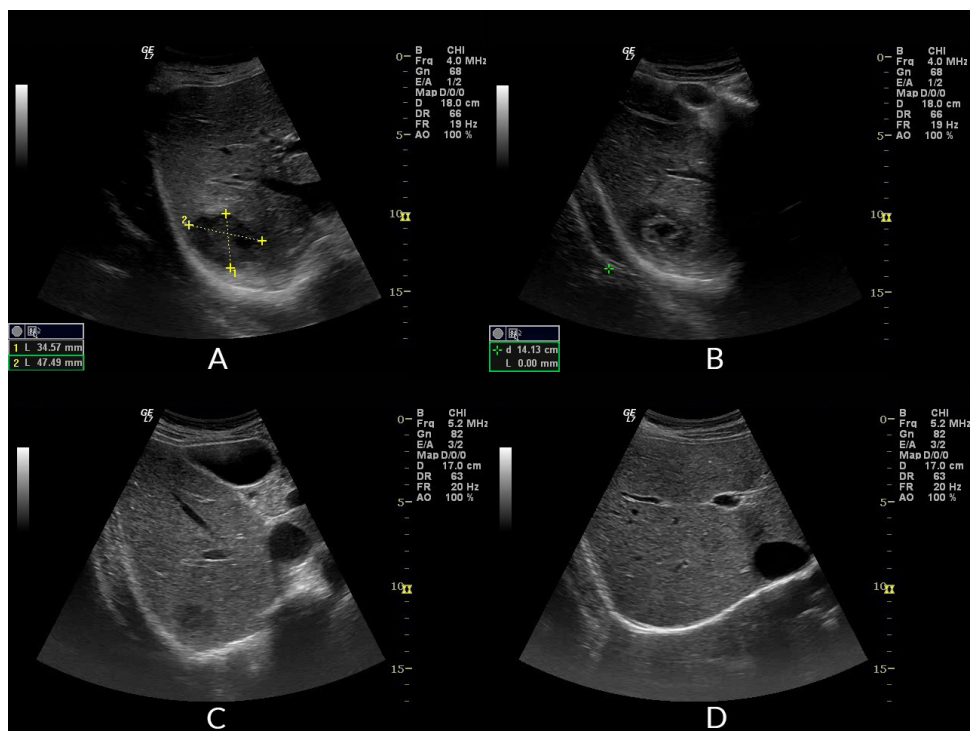 GE
L7
B CHI
Frq 4.0 MHz
Gn 68
E/A 1/2
Map D/0/0
D 18.0 cm
DR 66
FR 19 Hz
AO 100 %
0
5
10
15
2
1
1 L 34.57 mm
2 L 47.49 mm
A
GE
L7
B CHI
Frq 4.0 MHz
Gn 68
E/A 1/2
Map D/0/0
D 18.0 cm
DR 66
FR 19 Hz
AO 100 %
0
5
10
15
d 14.13 cm
L 0.00 mm
B
GE
L7
B CHI
Frq 5.2 MHz
Gn 82
E/A 3/2
Map D/0/0
D 17.0 cm
DR 63
FR 20 Hz
AO 100 %
0
5
10
15
C
GE
L7
B CHI
Frq 5.2 MHz
Gn 82
E/A 3/2
Map D/0/0
D 17.0 cm
DR 63
FR 20 Hz
AO 100 %
0
5
10
15
D